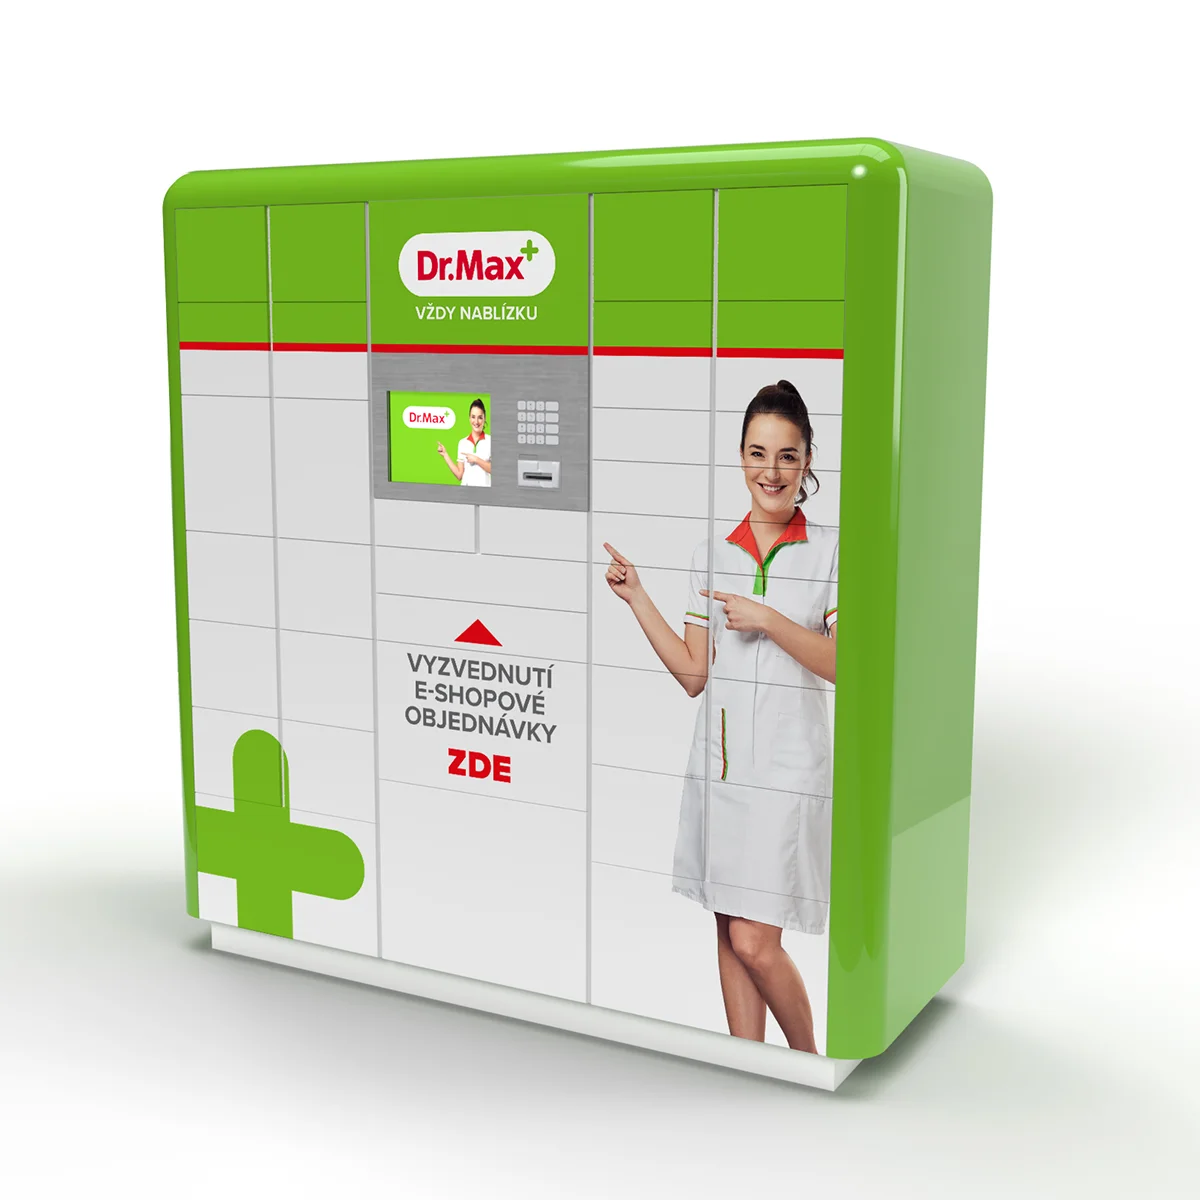 Dr.Max+
VŽDY NABLÍZKU
Dr.Max+
VYZVEDNUTÍ
E-SHOPOVÉ
OBJEDNÁVKY
ZDE